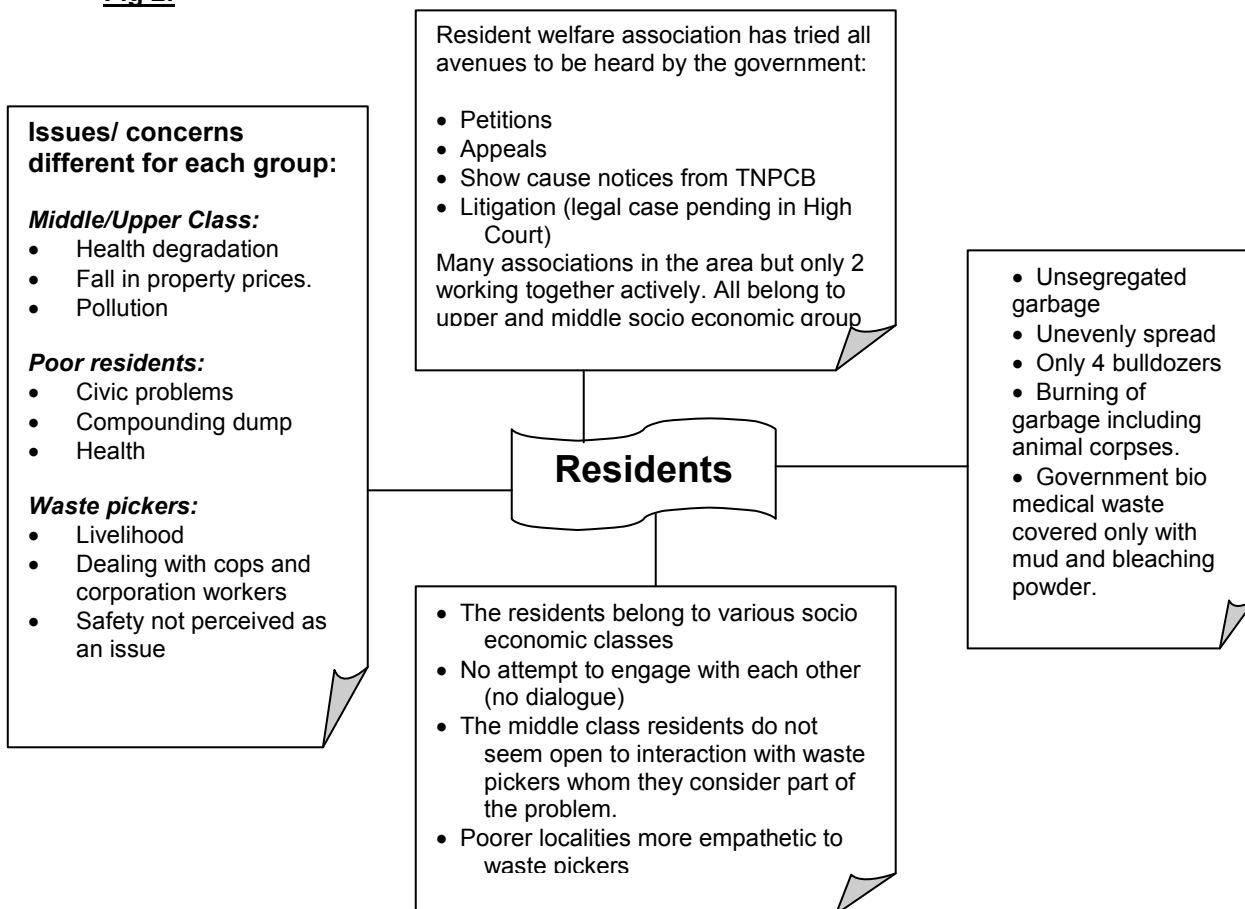 Resident welfare association has tried all
avenues to be heard by the government:
• Petitions
• Appeals
• Show cause notices from TNPCB
• Litigation (legal case pending in High
Court)
Many associations in the area but only 2
working together actively. All belong to
upper and middle socio economic group
Issues/ concerns
different for each group:
Middle/Upper Class:
• Health degradation
• Fall in property prices.
• Pollution
Poor residents:
• Civic problems
• Compounding dump
• Health
Waste pickers:
• Livelihood
• Dealing with cops and
corporation workers
• Safety not perceived as
an issue
Residents
• Unsegregated
garbage
• Unevenly spread
• Only 4 bulldozers
• Burning of
garbage including
animal corpses.
• Government bio
medical waste
covered only with
mud and bleaching
powder.
• The residents belong to various socio
economic classes
• No attempt to engage with each other
(no dialogue)
• The middle class residents do not
seem open to interaction with waste
pickers whom they consider part of
the problem.
• Poorer localities more empathetic to
waste pickers